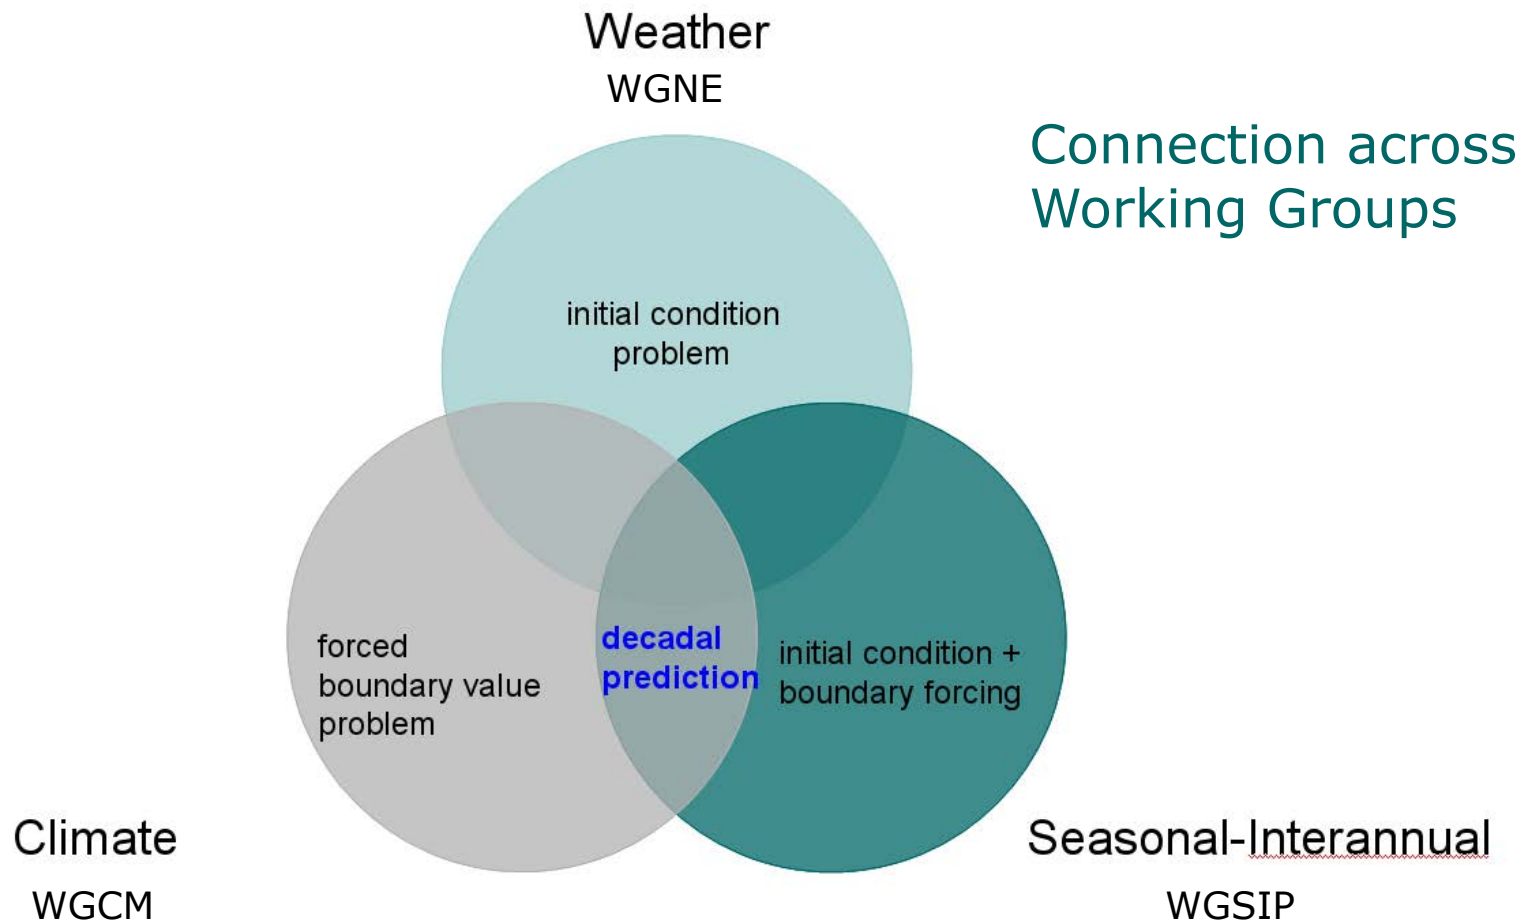 Weather
WGNE
Connection across
Working Groups
initial condition
problem
forced
boundary value
problem
decadal
prediction
initial condition +
boundary forcing
Climate
WGCM
Seasonal-Interannual
WGSIP